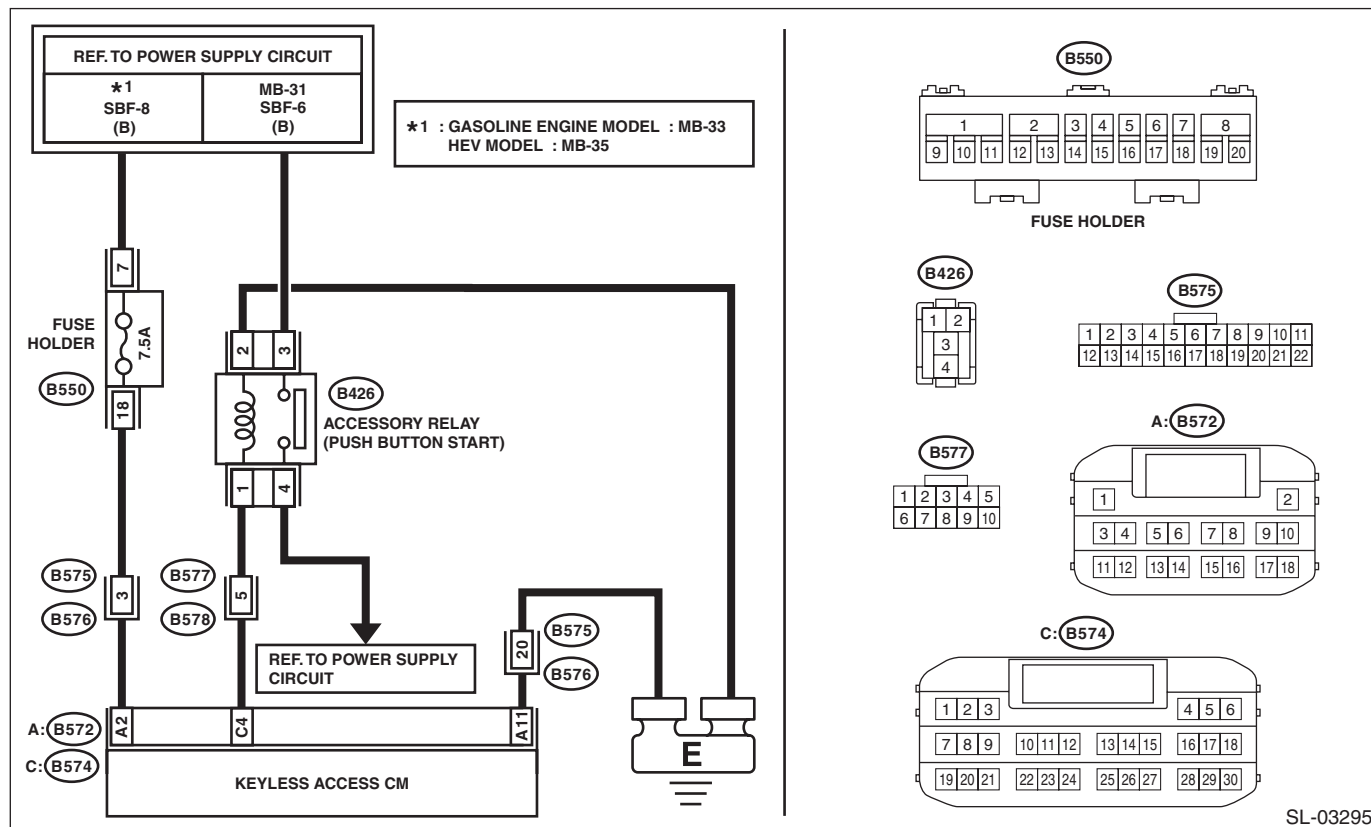 REF. TO POWER SUPPLY CIRCUIT
*1
SBF-8
(B)
MB-31
SBF-6
(B)
*1 : GASOLINE ENGINE MODEL : MB-33
HEV MODEL : MB-35
7
FUSE
HOLDER
7.5A
B550
18
2 3
B426
ACCESSORY RELAY
(PUSH BUTTON START)
1 4
B575
3
B576
B577
5
B578
REF. TO POWER SUPPLY
CIRCUIT
B575
20
B576
E
A: B572
A2 C4 A11
C: B574
KEYLESS ACCESS CM
B550
1 2 3 4 5 6 7 8
9 10 11 12 13 14 15 16 17 18 19 20
FUSE HOLDER
B426
1 2
3
4
B575
1 2 3 4 5 6 7 8 9 10 11
12 13 14 15 16 17 18 19 20 21 22
B577
1 2 3 4 5
6 7 8 9 10
A: B572
1 2
3 4 5 6 7 8 9 10
11 12 13 14 15 16 17 18
C: B574
1 2 3 4 5 6
7 8 9 10 11 12 13 14 15 16 17 18
19 20 21 22 23 24 25 26 27 28 29 30
SL-03295